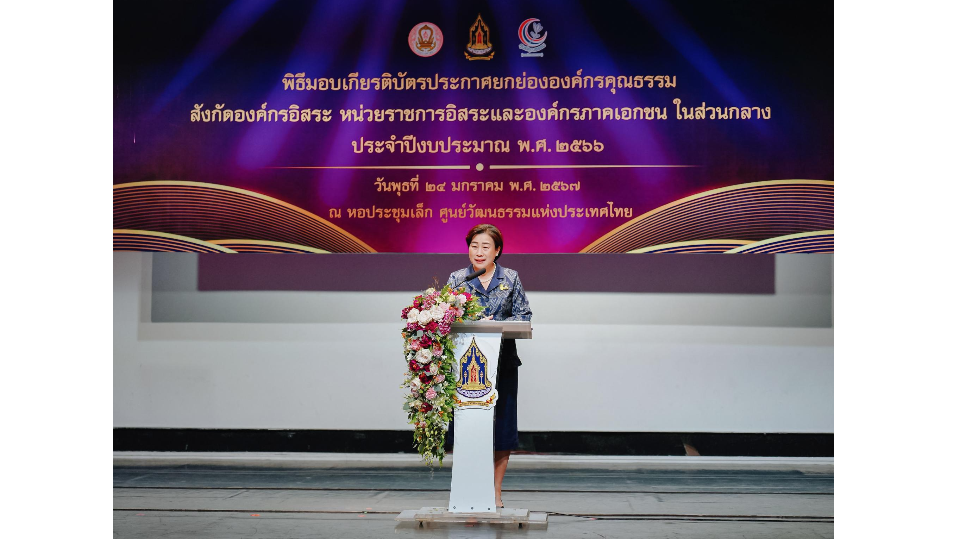 พิธีมอบเกียรติบัตรประกาศยกย่ององค์กรคุณธรรม
สังกัดองค์กรอิสระ หน่วยราชการอิสระและองค์กรภาคเอกชน ในส่วนกลาง
ประจำปีงบประมาณ พ.ศ. ๒๕๖๖
วันพุธที่ ๒๔ มกราคม พ.ศ. ๒๕๖๗
ณ หอประชุมเล็ก ศูนย์วัฒนธรรมแห่งประเทศไทย